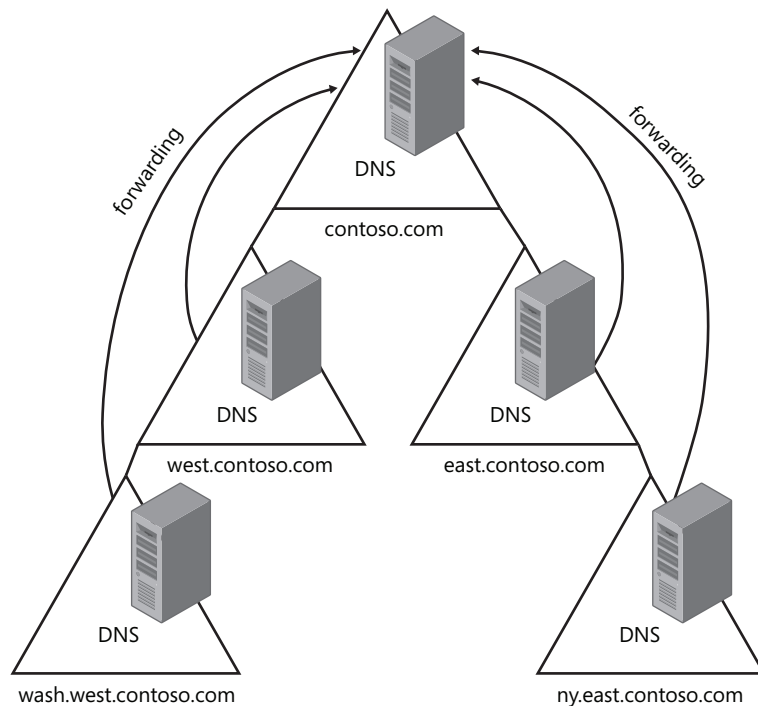 forwarding
forwarding
DNS
contoso.com
DNS
DNS
west.contoso.com
east.contoso.com
DNS
DNS
wash.west.contoso.com
ny.east.contoso.com